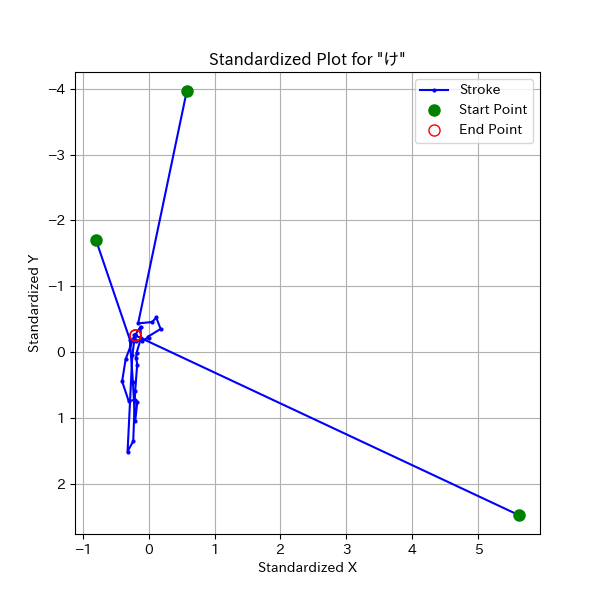 Standardized Plot for "け"
Stroke
Start Point
End Point
−4
−3
−2
−1
0
1
2
Standardized Y
−1 0 1 2 3 4 5
Standardized X